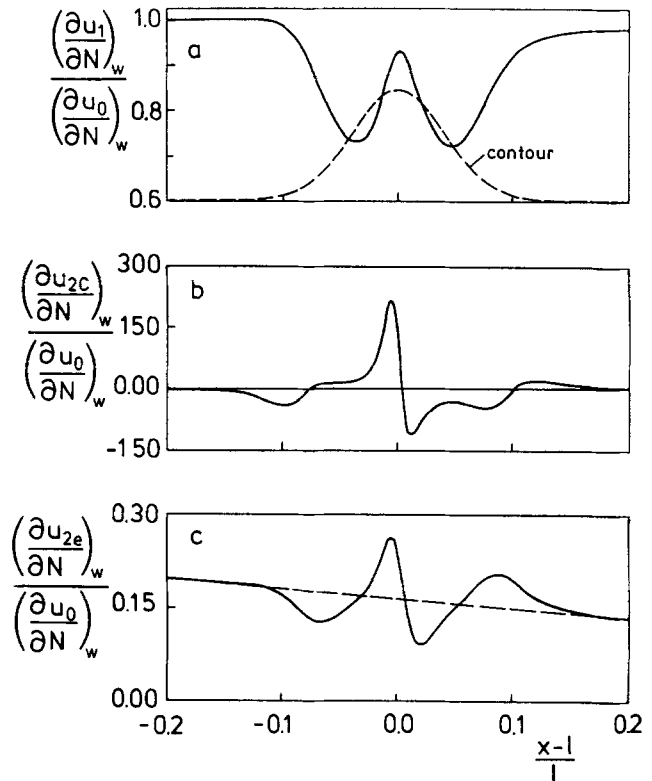 (∂u₁/∂N)w / (∂u₀/∂N)w
a
1.0
0.8
0.6
contour
(∂u₂C/∂N)w / (∂u₀/∂N)w
b
300
150
0.00
-150
(∂u₂e/∂N)w / (∂u₀/∂N)w
c
0.30
0.15
0.00
-0.2 -0.1 0.0 0.1 0.2
x-l/l